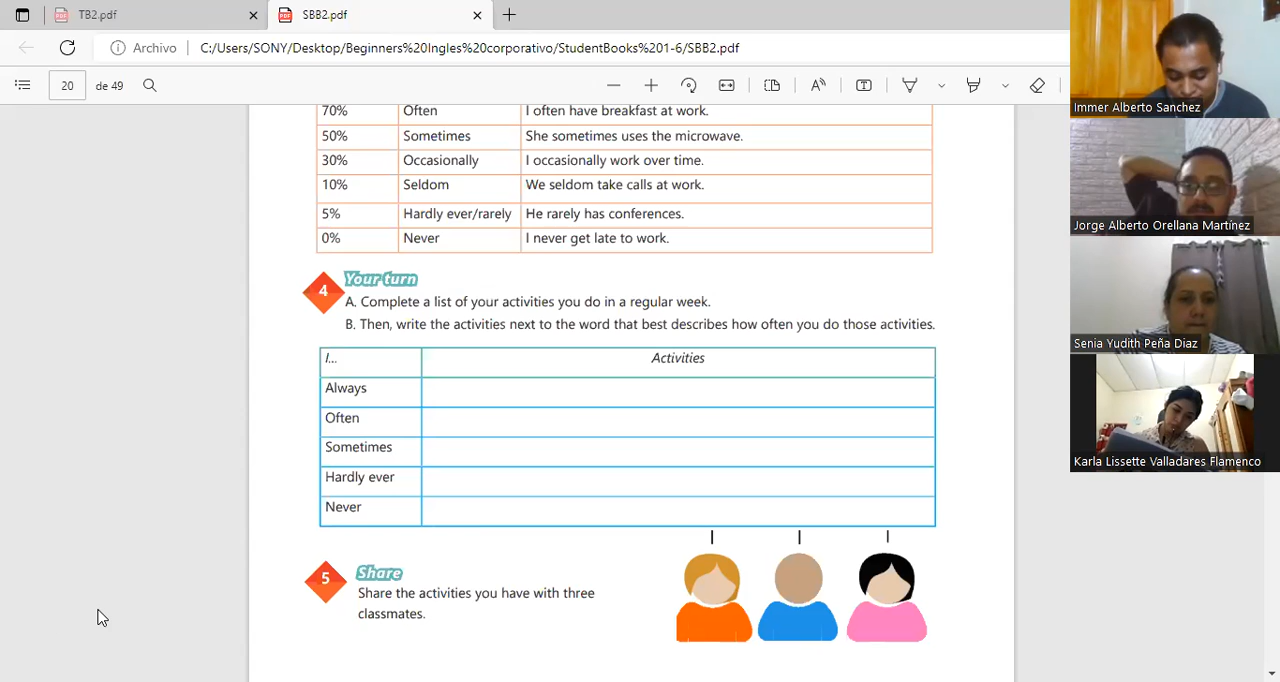 TB2.pdf
SBB2.pdf
Archivo
C:/Users/SONY/Desktop/Beginners%20Ingles%20corporativo/StudentBooks%201-6/SBB2.pdf
20 de 49
70% Often I often have breakfast at work.
50% Sometimes She sometimes uses the microwave.
30% Occasionally I occasionally work over time.
10% Seldom We seldom take calls at work.
5% Hardly ever/rarely He rarely has conferences.
0% Never I never get late to work.
4 Your turn
A. Complete a list of your activities you do in a regular week.
B. Then, write the activities next to the word that best describes how often you do those activities.
I... Activities
Always
Often
Sometimes
Hardly ever
Never
5 Share
Share the activities you have with three
classmates.
Immer Alberto Sanchez
Jorge Alberto Orellana Martínez
Senia Yudith Peña Diaz
Karla Lissette Valladares Flamenco